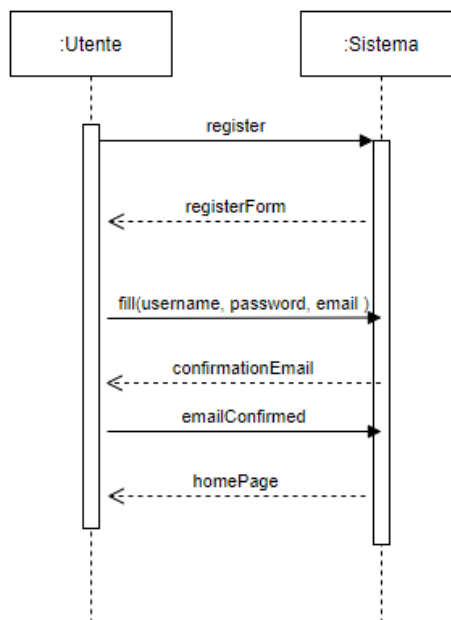 :Utente
:Sistema
register
registerForm
fill(username, password, email )
confirmationEmail
emailConfirmed
homePage